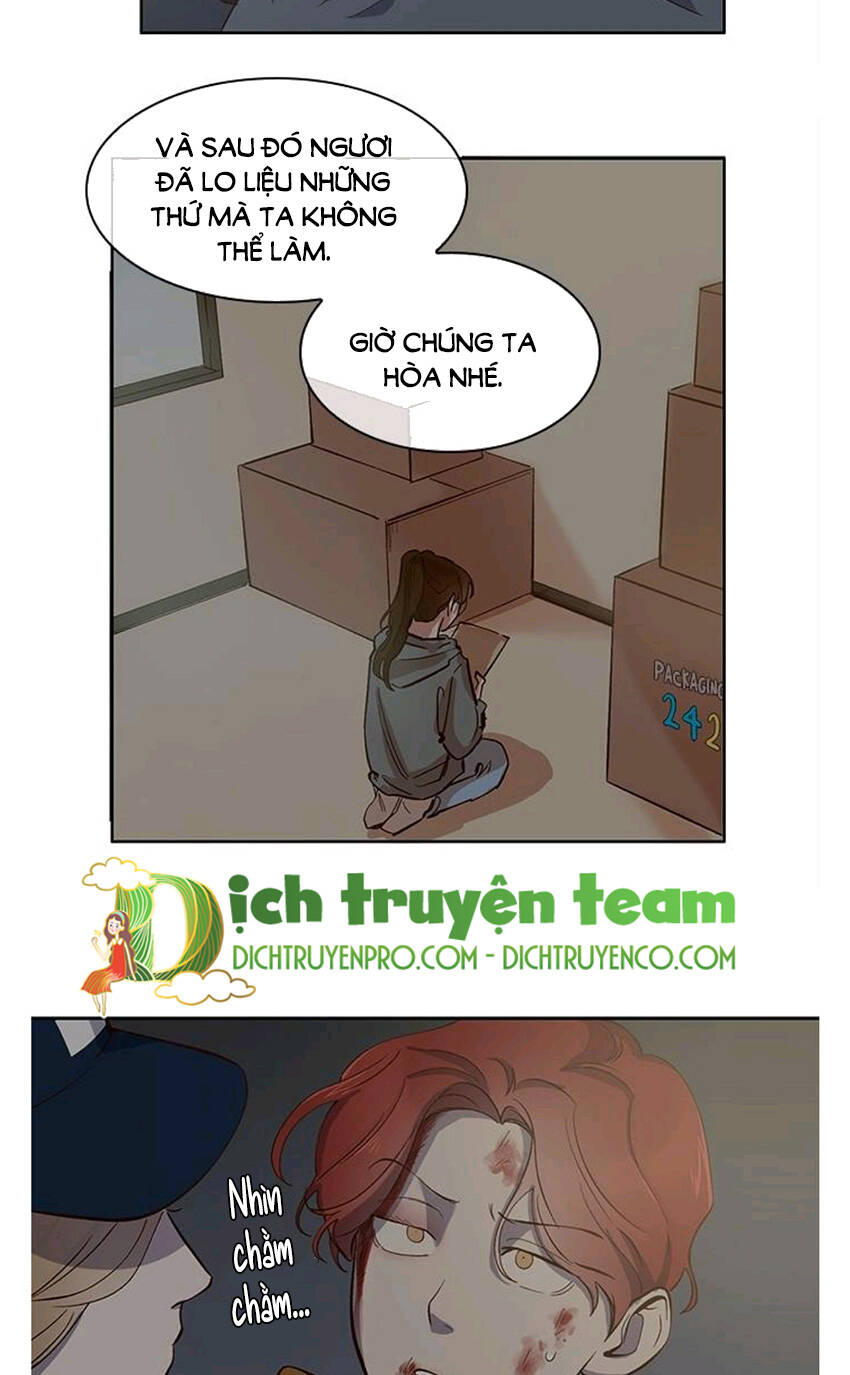 VÀ SAU ĐÓ NGƯƠI
ĐÃ LO LIỆU NHỮNG
THỨ MÀ TA KHÔNG
THỂ LÀM.
GIỜ CHÚNG TA
HÒA NHÉ.
PACKAGING
242
Dịch truyện team
DICHTRUYENPRO.COM - DICHTRUYENCO.COM
Nhìn
chằm
chằm...